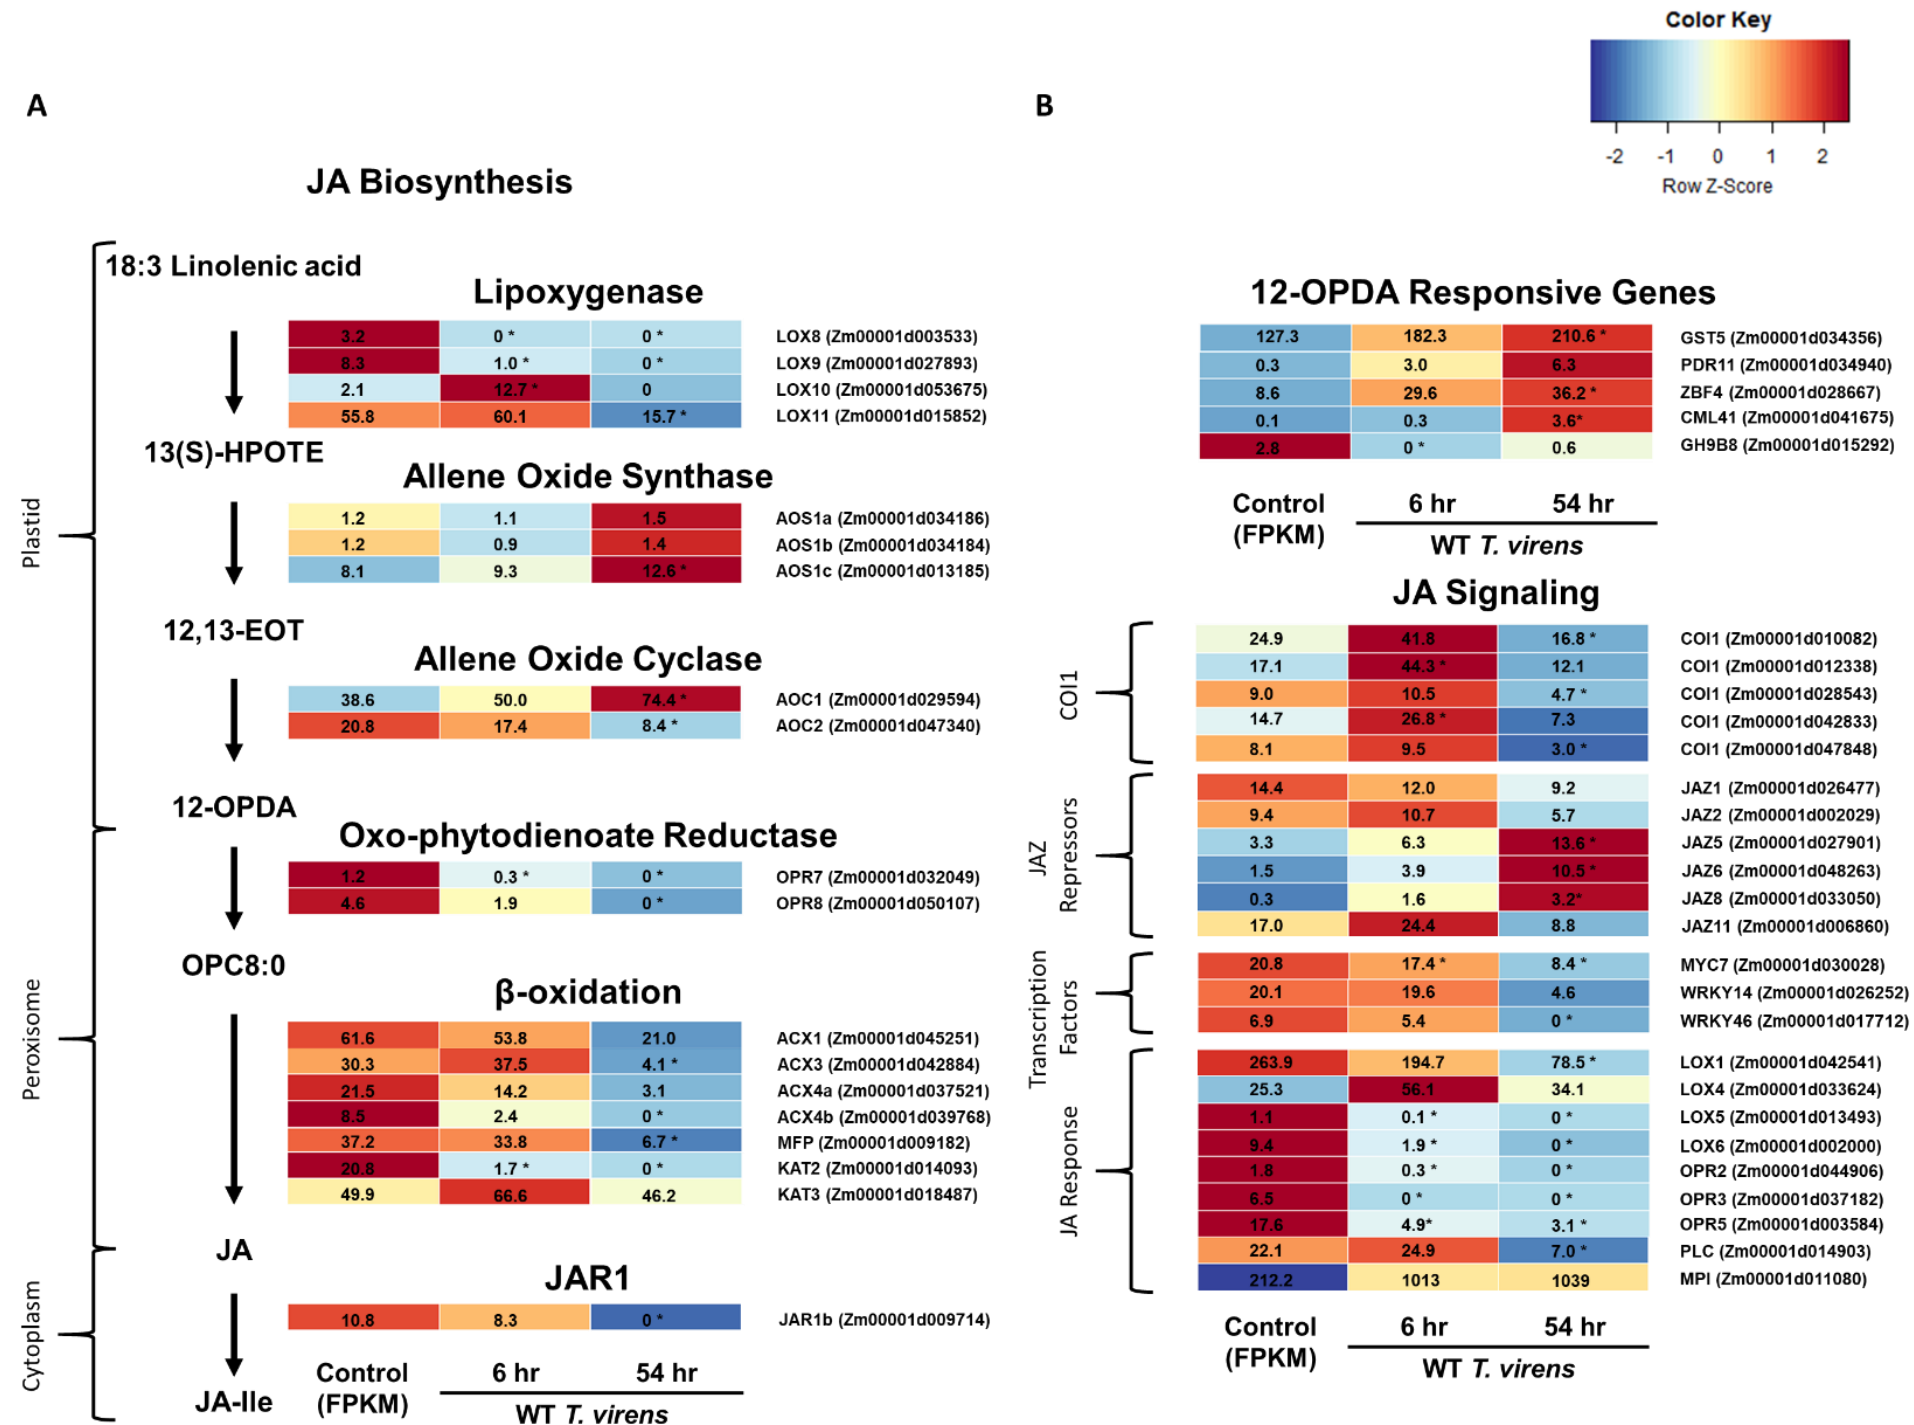 Color Key
-2 -1 0 1 2
Row Z-Score
A
JA Biosynthesis
Plastid
Peroxisome
Cytoplasm
18:3 Linolenic acid
Lipoxygenase
3.2 0 * 0 * LOX8 (Zm00001d003533)
8.3 1.0 * 0 * LOX9 (Zm00001d027893)
2.1 12.7 * 0 LOX10 (Zm00001d053675)
55.8 60.1 15.7 * LOX11 (Zm00001d015852)
13(S)-HPOTE
Allene Oxide Synthase
1.2 1.1 1.5 AOS1a (Zm00001d034186)
1.2 0.9 1.4 AOS1b (Zm00001d034184)
8.1 9.3 12.6 * AOS1c (Zm00001d013185)
12,13-EOT
Allene Oxide Cyclase
38.6 50.0 74.4 * AOC1 (Zm00001d029594)
20.8 17.4 8.4 * AOC2 (Zm00001d047340)
12-OPDA
Oxo-phytodienoate Reductase
1.2 0.3 * 0 * OPR7 (Zm00001d032049)
4.6 1.9 0 * OPR8 (Zm00001d050107)
OPC8:0
β-oxidation
61.6 53.8 21.0 ACX1 (Zm00001d045251)
30.3 37.5 4.1 * ACX3 (Zm00001d042884)
21.5 14.2 3.1 ACX4a (Zm00001d037521)
8.5 2.4 0 * ACX4b (Zm00001d039768)
37.2 33.8 6.7 * MFP (Zm00001d009182)
20.8 1.7 * 0 * KAT2 (Zm00001d014093)
49.9 66.6 46.2 KAT3 (Zm00001d018487)
JA
JAR1
10.8 8.3 0 * JAR1b (Zm00001d009714)
JA-Ile
Control 6 hr 54 hr
(FPKM) WT T. virens
B
12-OPDA Responsive Genes
127.3 182.3 210.6 * GST5 (Zm00001d034356)
0.3 3.0 6.3 PDR11 (Zm00001d034940)
8.6 29.6 36.2 * ZBF4 (Zm00001d028667)
0.1 0.3 3.6* CML41 (Zm00001d041675)
2.8 0 * 0.6 GH9B8 (Zm00001d015292)
Control 6 hr 54 hr
(FPKM) WT T. virens
JA Signaling
COI1
24.9 41.8 16.8 * COI1 (Zm00001d010082)
17.1 44.3 * 12.1 COI1 (Zm00001d012338)
9.0 10.5 4.7 * COI1 (Zm00001d028543)
14.7 26.8 * 7.3 COI1 (Zm00001d042833)
8.1 9.5 3.0 * COI1 (Zm00001d047848)
JAZ
Repressors
14.4 12.0 9.2 JAZ1 (Zm00001d026477)
9.4 10.7 5.7 JAZ2 (Zm00001d002029)
3.3 6.3 13.6 * JAZ5 (Zm00001d027901)
1.5 3.9 10.5 * JAZ6 (Zm00001d048263)
0.3 1.6 3.2* JAZ8 (Zm00001d033050)
17.0 24.4 8.8 JAZ11 (Zm00001d006860)
Transcription
Factors
20.8 17.4 * 8.4 * MYC7 (Zm00001d030028)
20.1 19.6 4.6 WRKY14 (Zm00001d026252)
6.9 5.4 0 * WRKY46 (Zm00001d017712)
JA Response
263.9 194.7 78.5 * LOX1 (Zm00001d042541)
25.3 56.1 34.1 LOX4 (Zm00001d033624)
1.1 0.1 * 0 * LOX5 (Zm00001d013493)
9.4 1.9 * 0 * LOX6 (Zm00001d002000)
1.8 0.3 * 0 * OPR2 (Zm00001d044906)
6.5 0 * 0 * OPR3 (Zm00001d037182)
17.6 4.9* 3.1 * OPR5 (Zm00001d003584)
22.1 24.9 7.0 * PLC (Zm00001d014903)
212.2 1013 1039 MPI (Zm00001d011080)
Control 6 hr 54 hr
(FPKM) WT T. virens